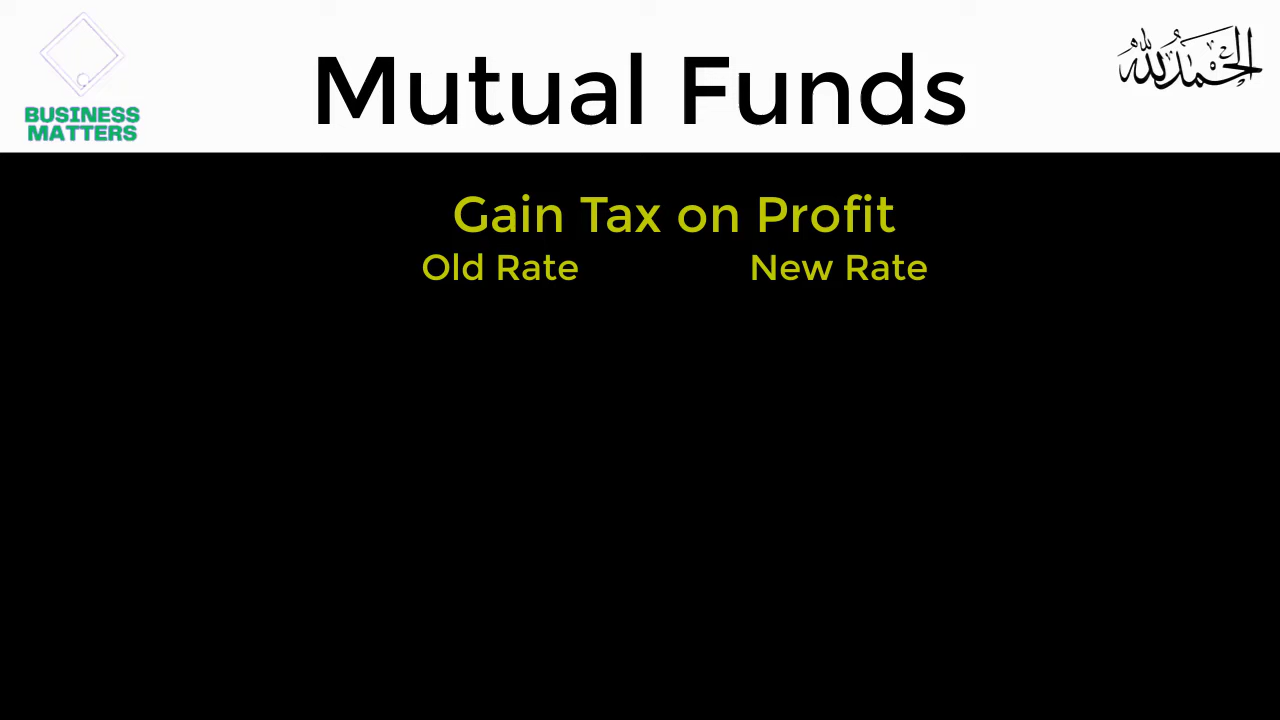 BUSINESS
MATTERS
Mutual Funds
الحمد لله
Gain Tax on Profit
Old Rate
New Rate